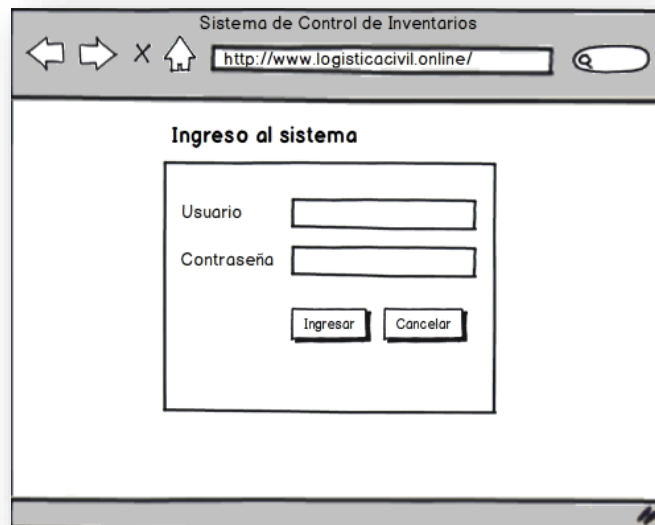 Sistema de Control de Inventarios
http://www.logisticacivil.online/
Ingreso al sistema
Usuario
Contraseña
Ingresar Cancelar